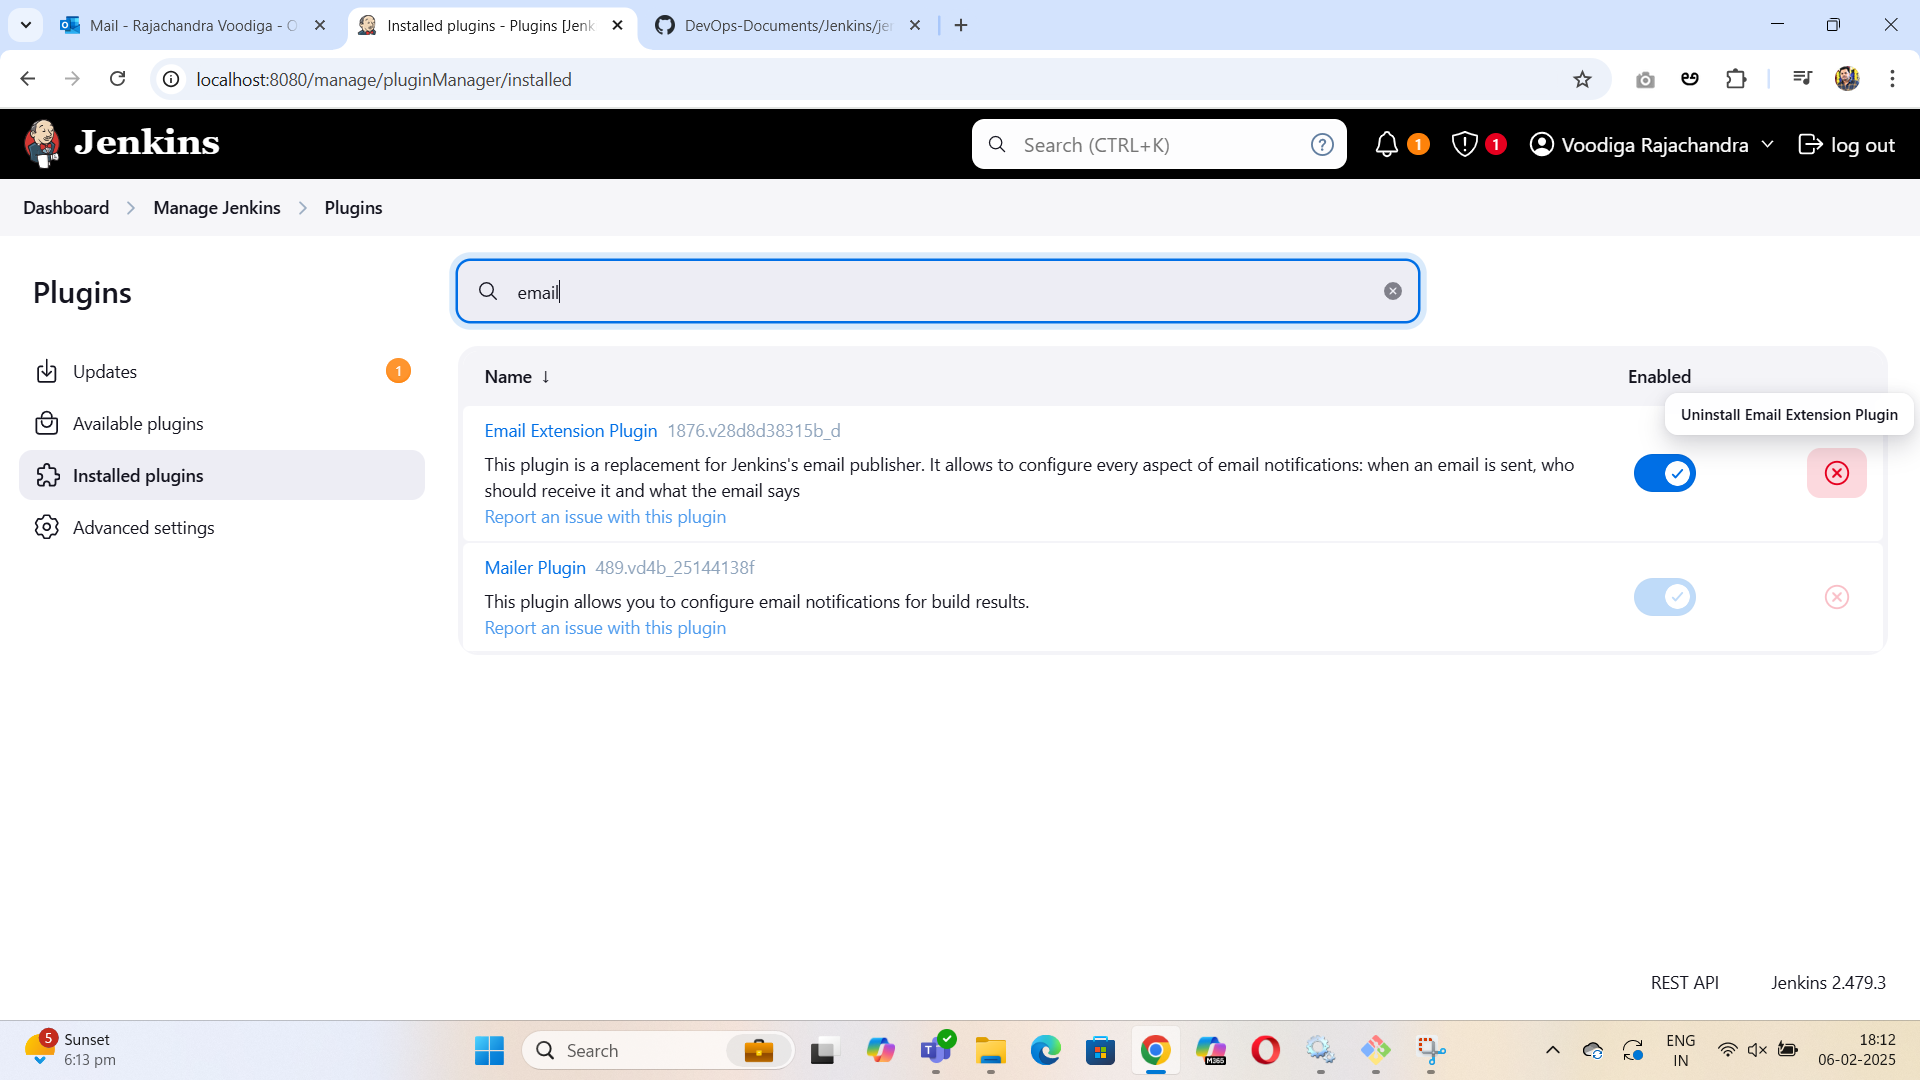 Mail - Rajachandra Voodiga - O
Installed plugins - Plugins [Jenk
DevOps-Documents/Jenkins/jen
localhost:8080/manage/pluginManager/installed
Jenkins
Search (CTRL+K)
?
1
1
Voodiga Rajachandra
log out
Dashboard
Manage Jenkins
Plugins
Plugins
email
Updates
1
Available plugins
Installed plugins
Advanced settings
Name ↓
Enabled
Uninstall Email Extension Plugin
Email Extension Plugin 1876.v28d8d38315b_d
This plugin is a replacement for Jenkins's email publisher. It allows to configure every aspect of email notifications: when an email is sent, who
should receive it and what the email says
Report an issue with this plugin
Mailer Plugin 489.vd4b_25144138f
This plugin allows you to configure email notifications for build results.
Report an issue with this plugin
REST API
Jenkins 2.479.3
5
Sunset
6:13 pm
Search
M365
ENG
IN
18:12
06-02-2025